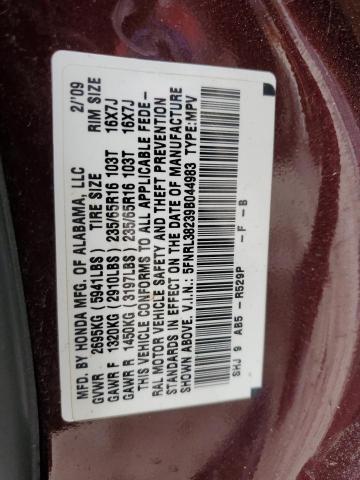 MFD. BY HONDA MFG. OF ALABAMA, LLC 2/'09
GVWR 2695KG (5941LBS) TIRE SIZE RIM SIZE
GAWR F 1320KG (2910LBS) 235/65R16 103T 16X7J
GAWR R 1450KG (3197LBS) 235/65R16 103T 16X7J
THIS VEHICLE CONFORMS TO ALL APPLICABLE FEDE-
RAL MOTOR VEHICLE SAFETY AND THEFT PREVENTION
STANDARDS IN EFFECT ON THE DATE OF MANUFACTURE
SHOWN ABOVE. V.I.N.: 5FNRL38239B044983 TYPE:MPV
SHJ 9 AB5 - R529P - F - B